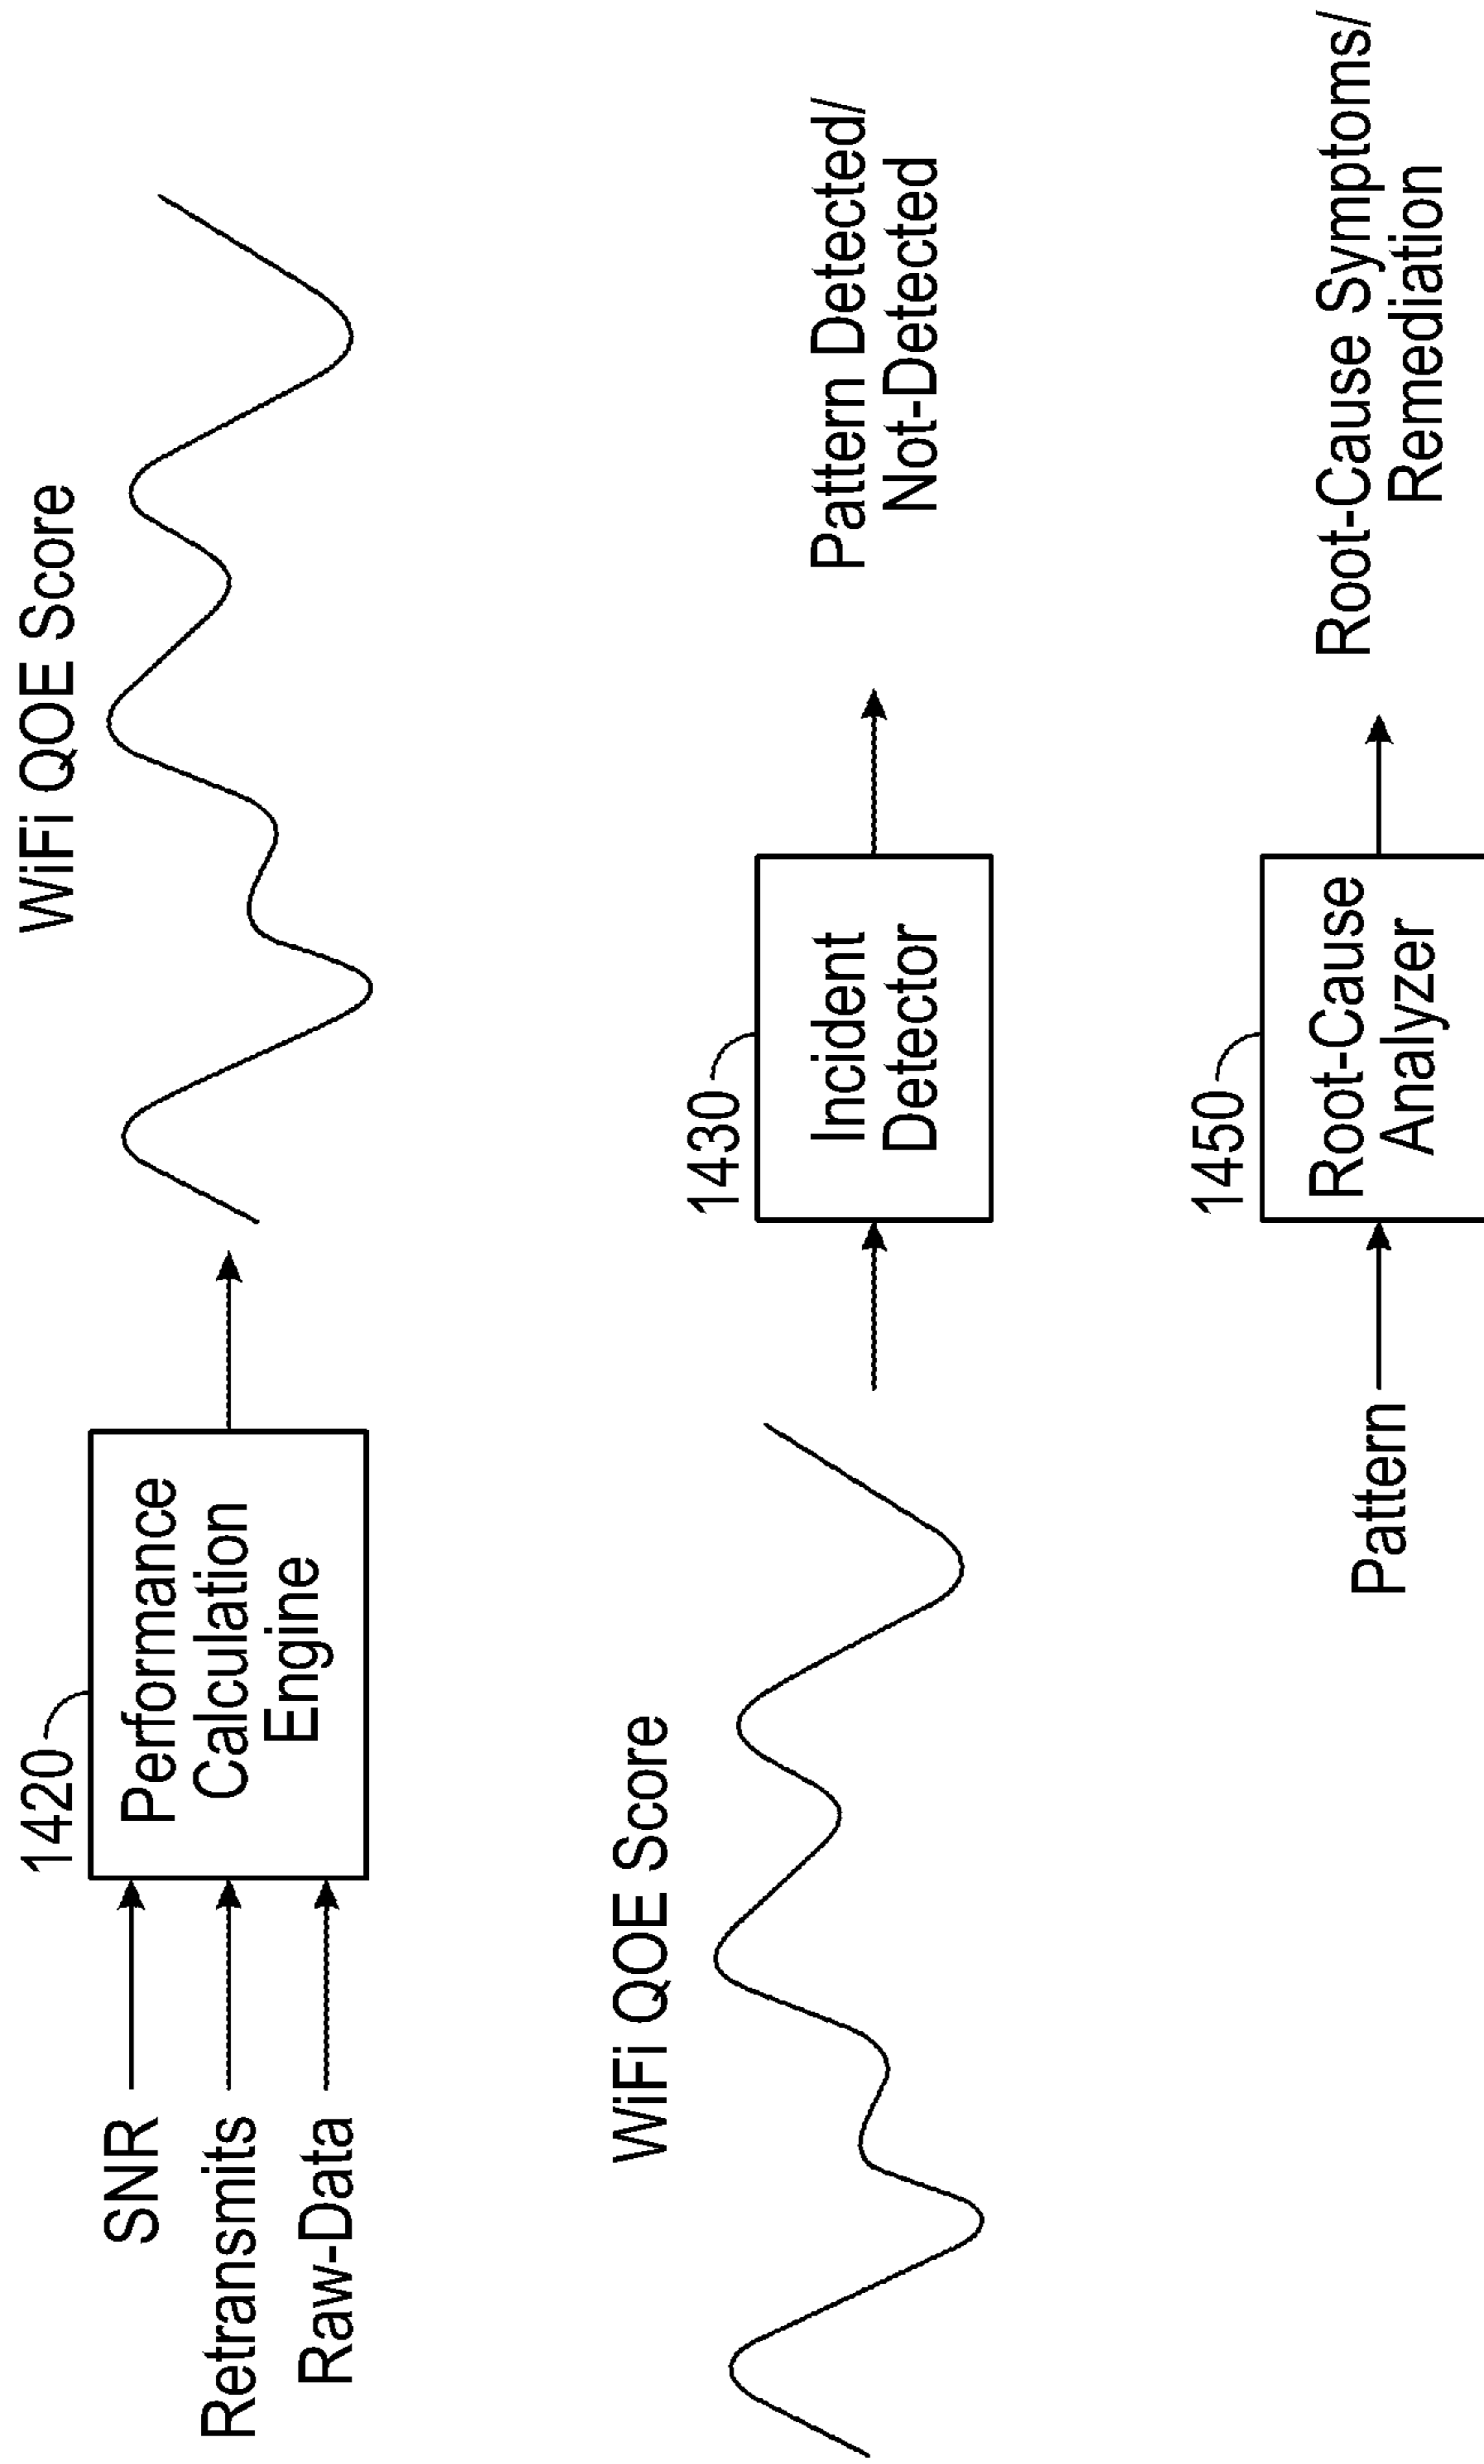 SNR
Retransmits
Raw-Data
1420
Performance
Calculation
Engine
WiFi QOE Score
WiFi QOE Score
1430
Incident
Detector
Pattern Detected/
Not-Detected
Pattern
1450
Root-Cause
Analyzer
Root-Cause Symptoms/
Remediation